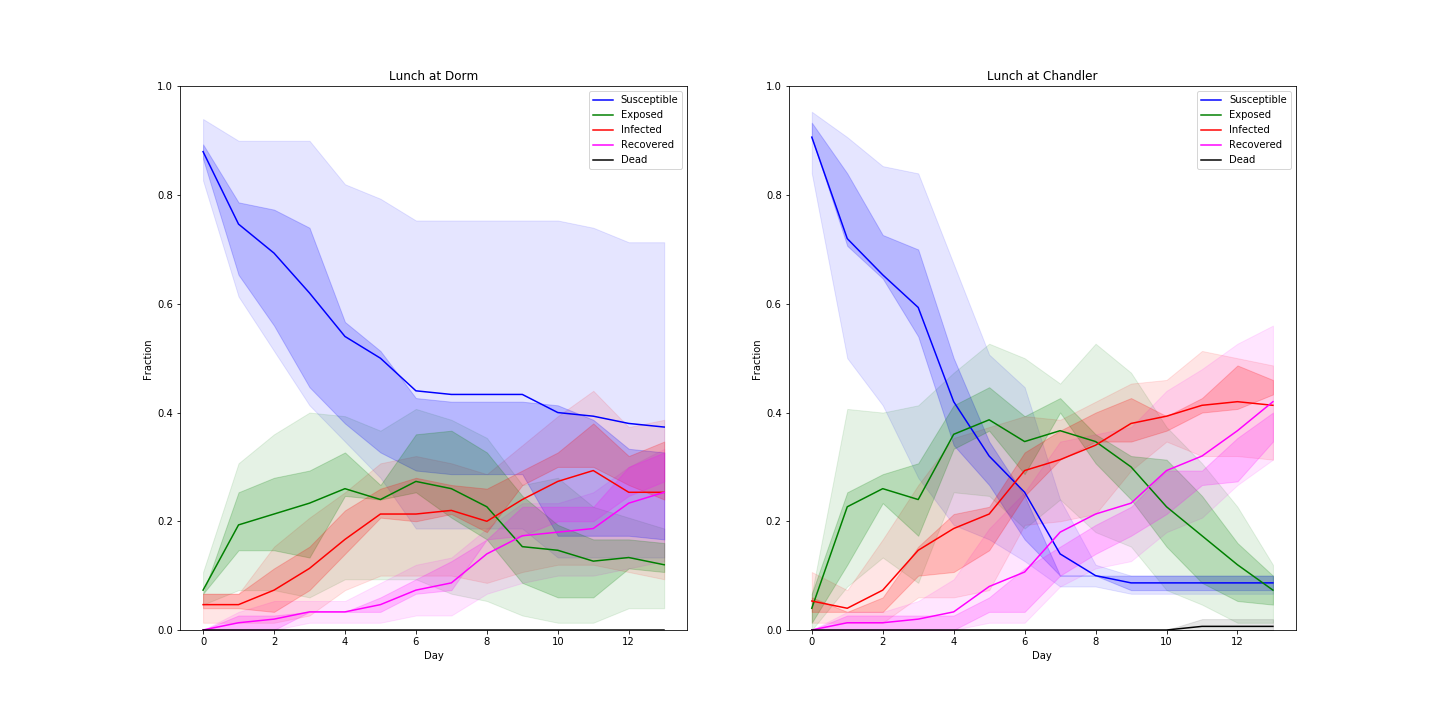 Lunch at Dorm
1.0
0.8
0.6
0.4
0.2
0.0
Fraction
0 2 4 6 8 10 12
Day
Susceptible
Exposed
Infected
Recovered
Dead
Lunch at Chandler
1.0
0.8
0.6
0.4
0.2
0.0
Fraction
0 2 4 6 8 10 12
Day
Susceptible
Exposed
Infected
Recovered
Dead